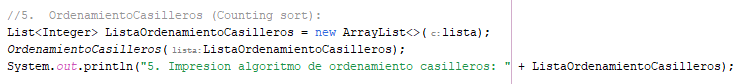 //5.  OrdenamientoCasilleros (Counting sort):
List<Integer> ListaOrdenamientoCasilleros = new ArrayList<>( c: lista);
OrdenamientoCasilleros( lista: ListaOrdenamientoCasilleros);
System.out.println("5. Impresion algoritmo de ordenamiento casilleros: " + ListaOrdenamientoCasilleros);